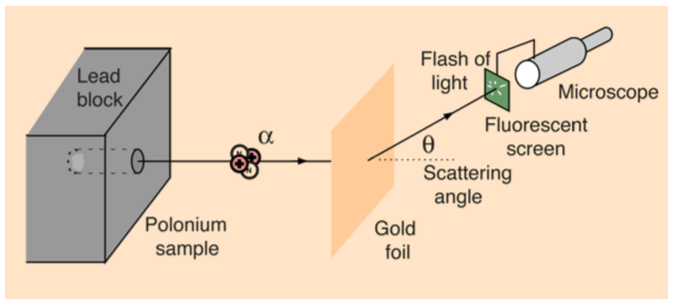 Lead
block
α
Polonium
sample
Gold
foil
θ
Scattering
angle
Flash of
light
Fluorescent
screen
Microscope
N
N
+
+